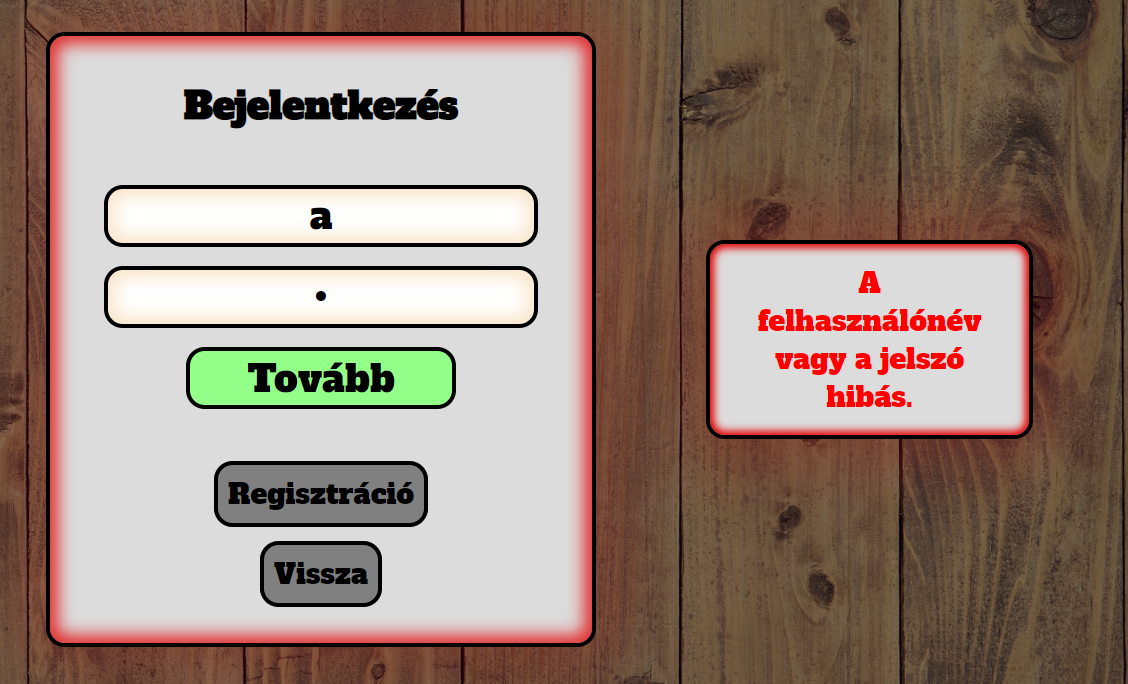 Bejelentkezés
a
•
Tovább
Regisztráció
Vissza
A
felhasználónév
vagy a jelszó
hibás.